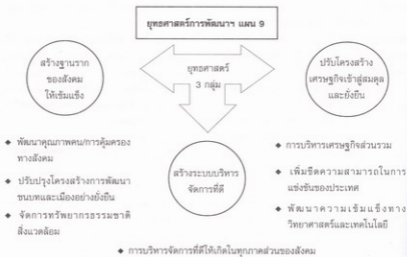 ยุทธศาสตร์การพัฒนาฯ แผน 9
สร้างฐานราก
ของสังคม
ให้เข้มแข็ง
ยุทธศาสตร์
3 กลุ่ม
ปรับโครงสร้าง
เศรษฐกิจเข้าสู่สมดุล
และยั่งยืน
สร้างระบบบริหาร
จัดการที่ดี
◆ พัฒนาคุณภาพคน/การคุ้มครอง
ทางสังคม
◆ ปรับปรุงโครงสร้างการพัฒนา
ชนบทและเมืองอย่างยั่งยืน
◆ จัดการทรัพยากรธรรมชาติ
สิ่งแวดล้อม
◆ การบริหารเศรษฐกิจส่วนรวม
◆ เพิ่มขีดความสามารถในการ
แข่งขันของประเทศ
◆ พัฒนาความเข้มแข็งทาง
วิทยาศาสตร์และเทคโนโลยี
◆ การบริหารจัดการที่ดีให้เกิดในทุกภาคส่วนของสังคม